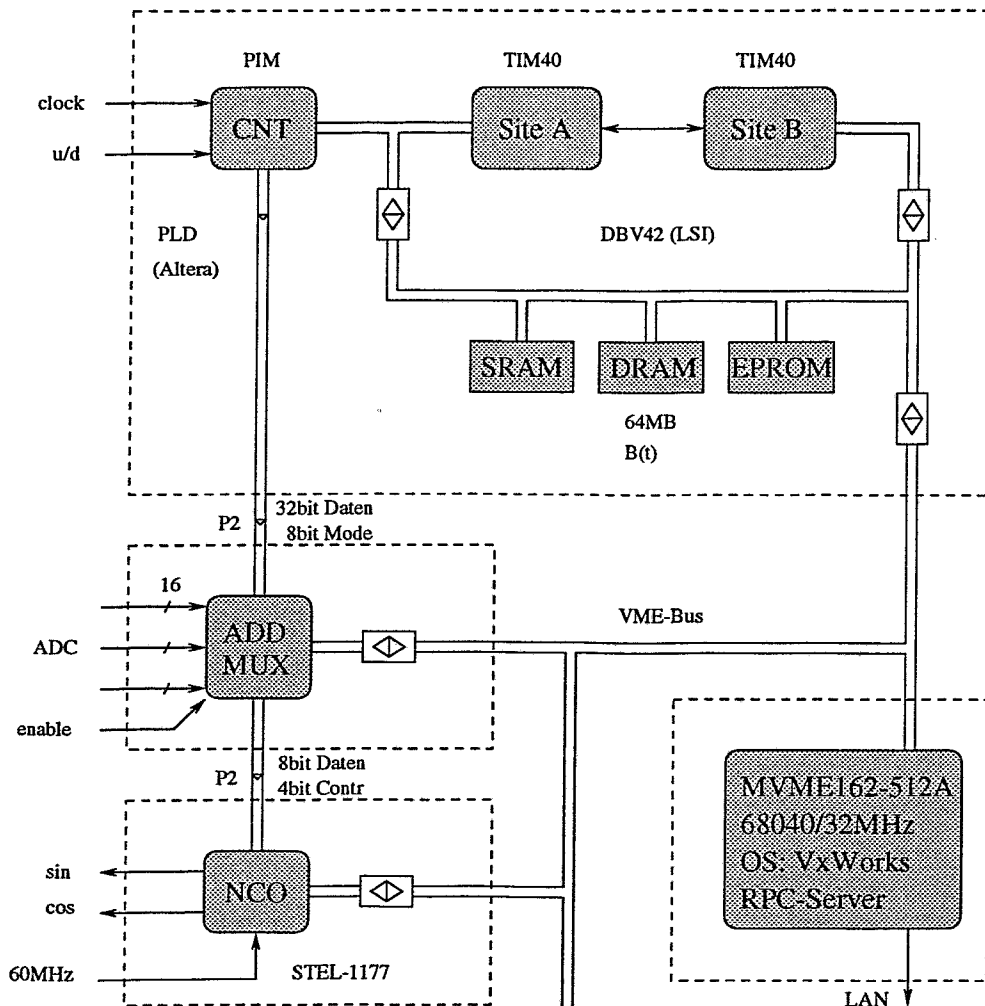 PIM
TIM40
TIM40
clock
CNT
Site A
Site B
u/d
PLD
(Altera)
DBV42 (LSI)
SRAM
DRAM
EPROM
64MB
B(t)
P2
32bit Daten
8bit Mode
16
ADC
ADD
MUX
VME-Bus
enable
P2
8bit Daten
4bit Contr
MVME162-512A
68040/32MHz
OS: VxWorks
RPC-Server
sin
cos
NCO
60MHz
STEL-1177
LAN